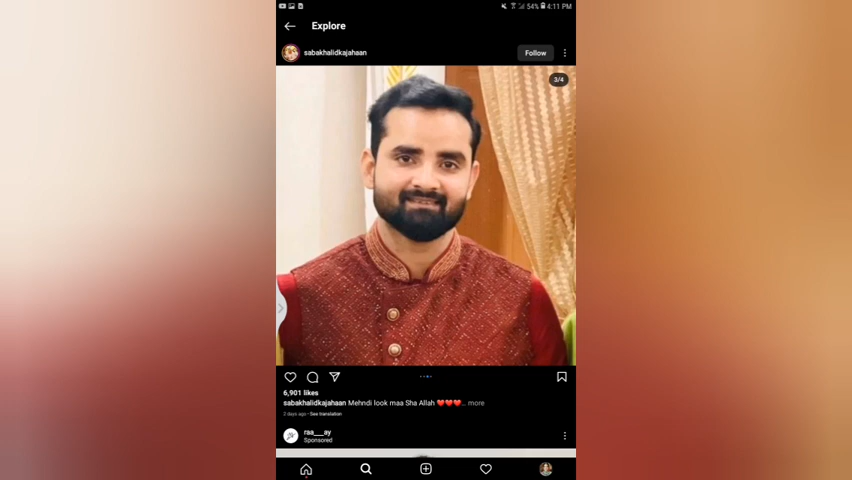 54% 4:11 PM
Explore
sabakhalidkajahaan
Follow
3/4
6,901 likes
sabakhalidkajahaan Mehndi look maa Sha Allah ❤❤❤... more
2 days ago · See translation
raa___ay
Sponsored